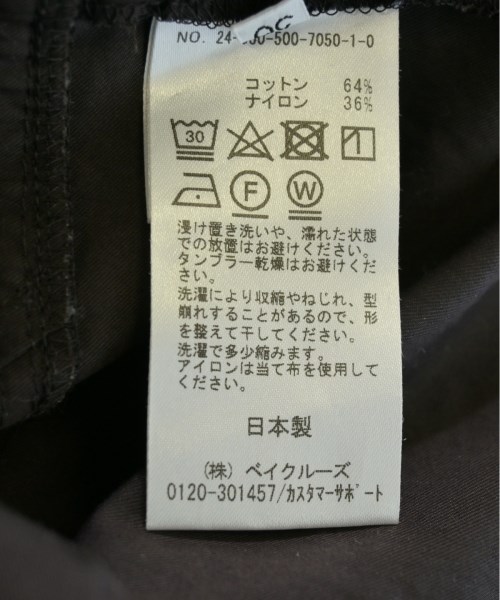 NO. 24-030-500-7050-1-0
コットン 64%
ナイロン 36%
30
F W
浸け置き洗いや、濡れた状態
での放置はお避けください。
タンブラー乾燥はお避けくだ
さい。
洗濯により収縮やねじれ、型
崩れすることがあるので、形
を整えて干してください。
洗濯で多少縮みます。
アイロンは当て布を使用して
ください。
日本製
(株) ベイクルーズ
0120-301457/カスタマーサポート